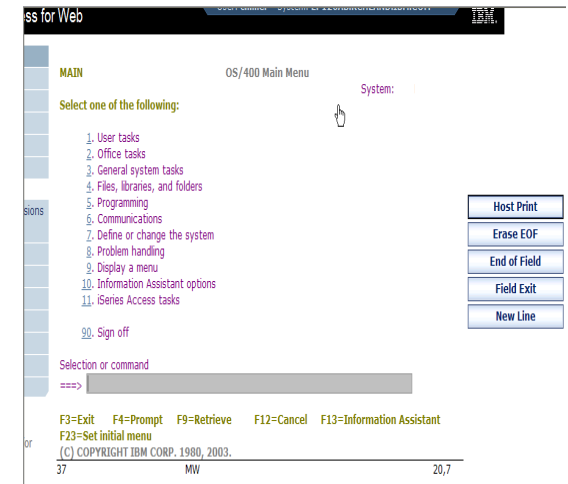 ess for Web
IBM.
MAIN OS/400 Main Menu
System:
Select one of the following:
1. User tasks
2. Office tasks
3. General system tasks
4. Files, libraries, and folders
5. Programming
6. Communications
7. Define or change the system
8. Problem handling
9. Display a menu
10. Information Assistant options
11. iSeries Access tasks
90. Sign off
Selection or command
===>
F3=Exit F4=Prompt F9=Retrieve F12=Cancel F13=Information Assistant
F23=Set initial menu
(C) COPYRIGHT IBM CORP. 1980, 2003.
37 MW 20,7
sions
or
Host Print
Erase EOF
End of Field
Field Exit
New Line